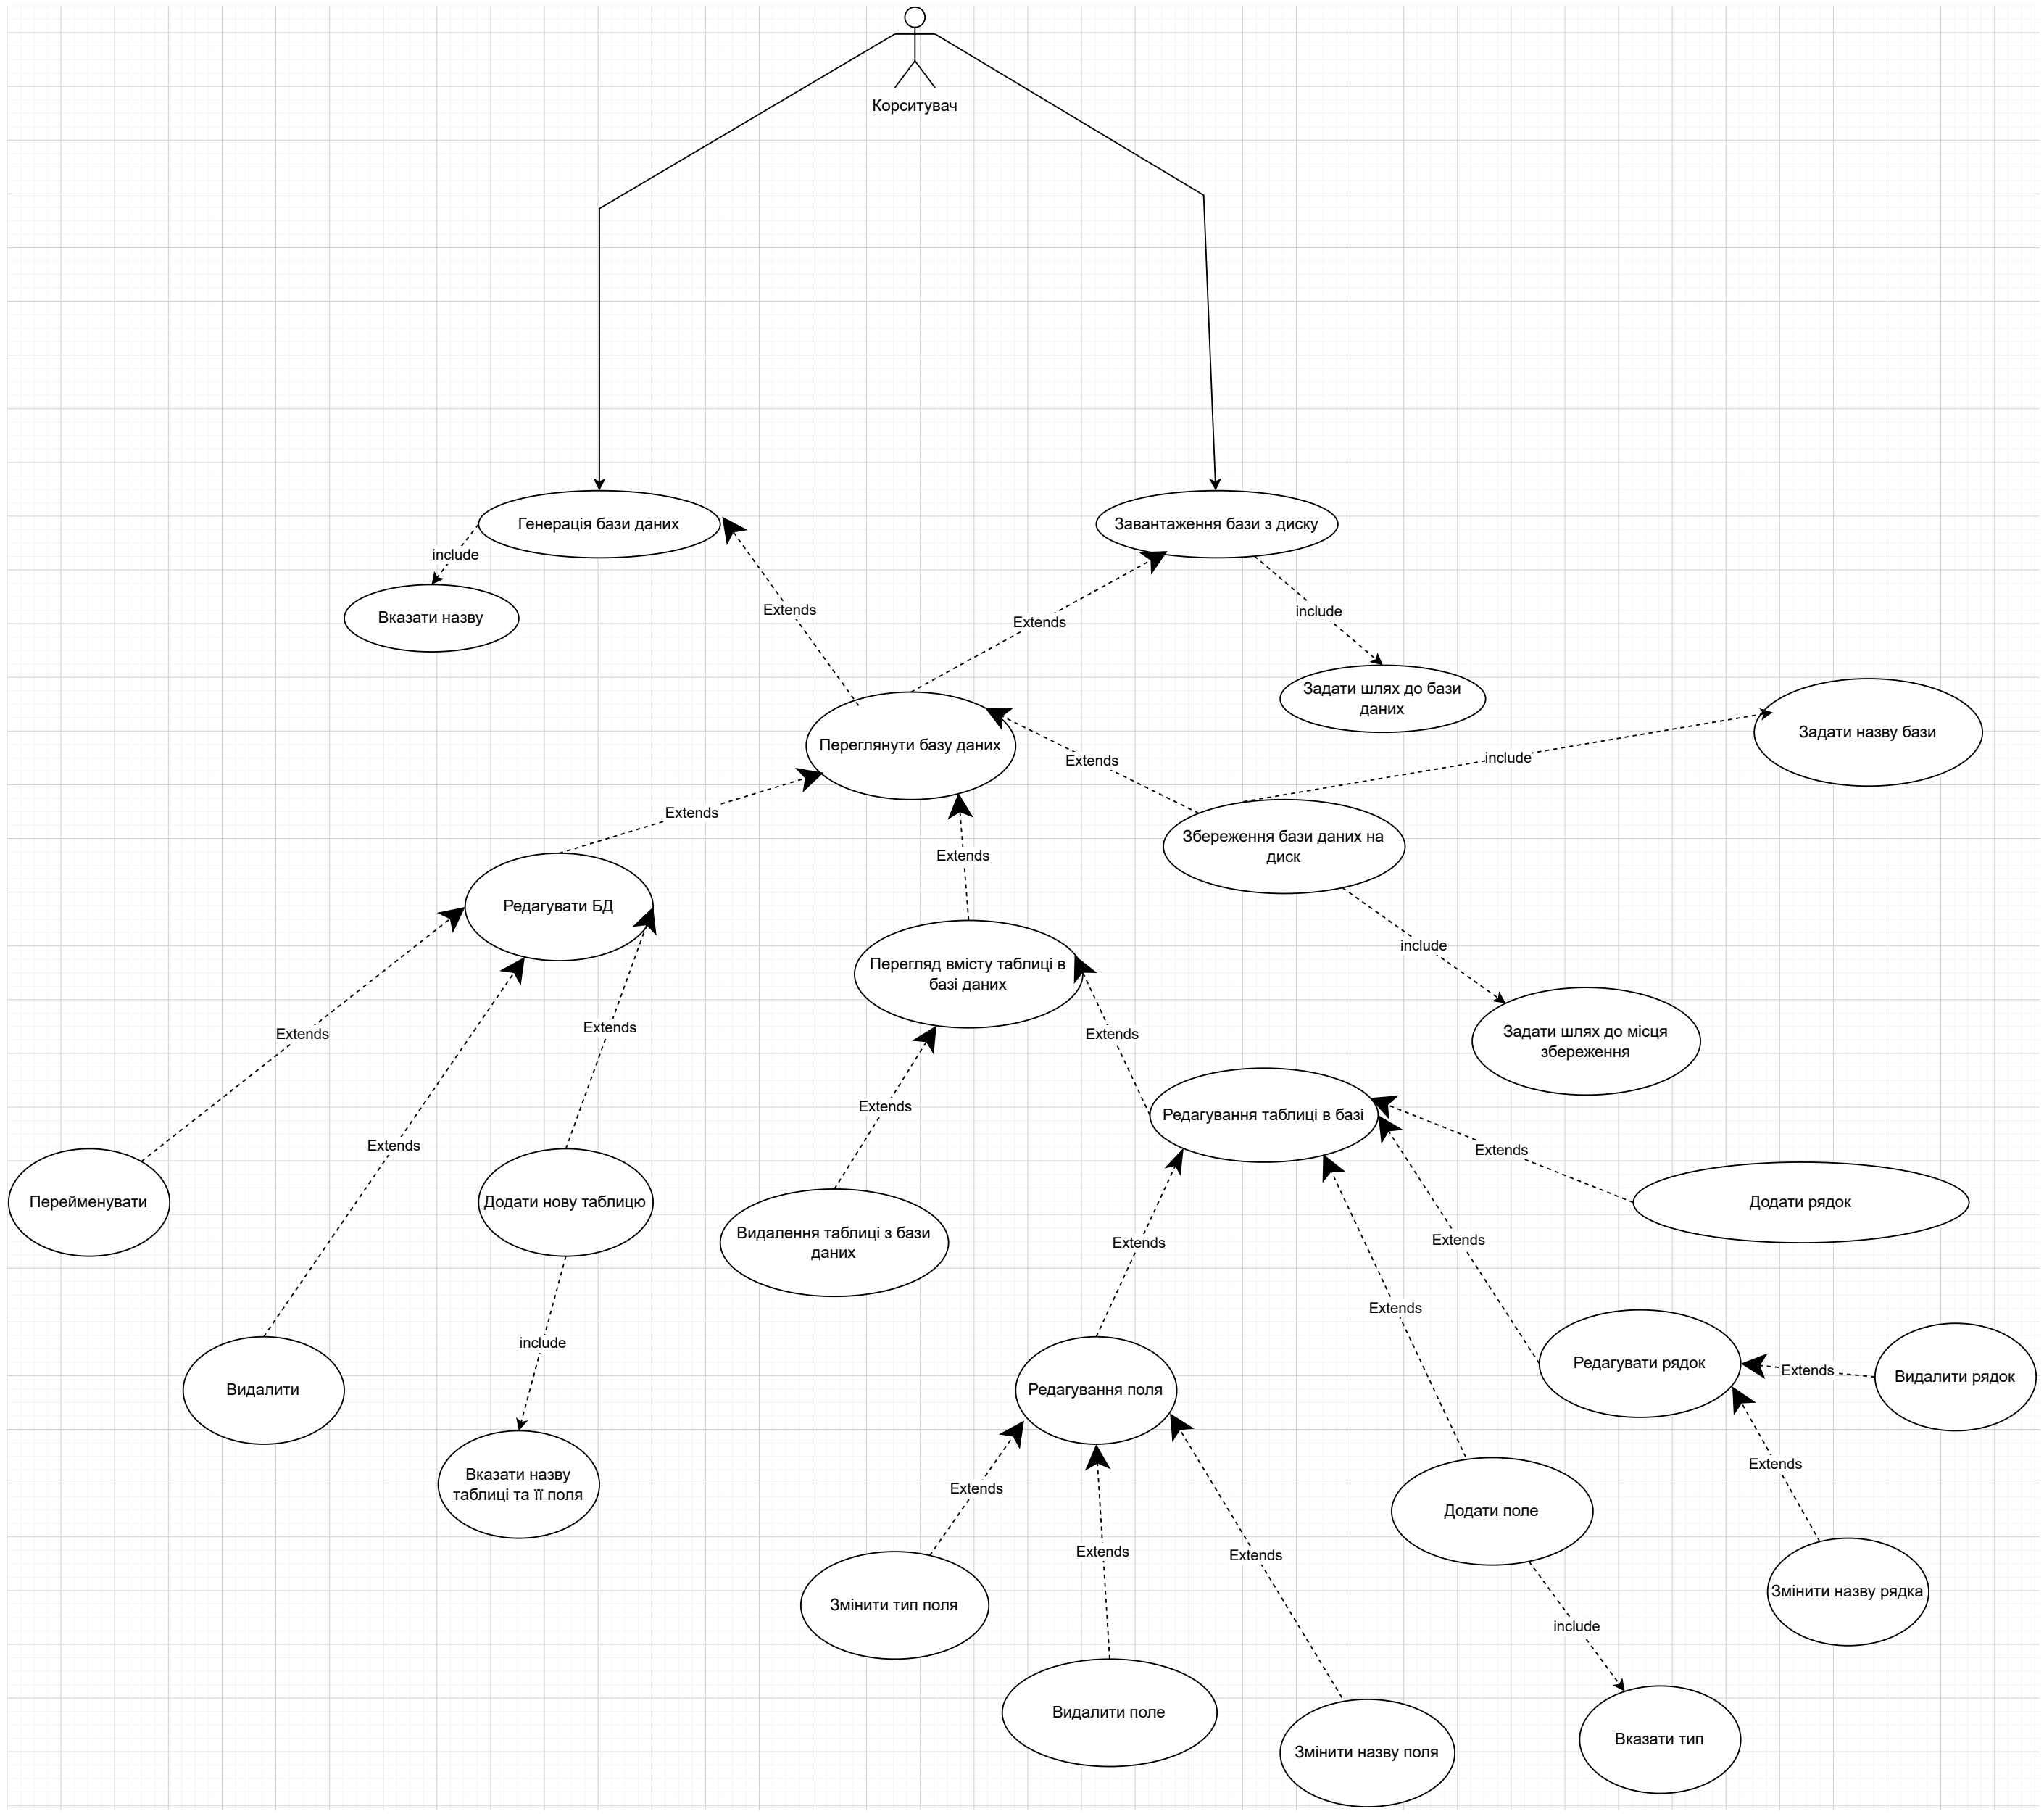 Корситувач
Генерація бази даних
Завантаження бази з диску
include
Вказати назву
Extends
Extends
include
Задати шлях до бази
даних
Задати назву бази
Переглянути базу даних
Extends
include
Extends
Збереження бази даних на
диск
Extends
Редагувати БД
include
Перегляд вмісту таблиці в
базі даних
Extends
Extends
Extends
Задати шлях до місця
збереження
Extends
Редагування таблиці в базі
Extends
Extends
Перейменувати
Додати нову таблицю
Видалення таблиці з бази
даних
Extends
Extends
Додати рядок
Extends
include
Видалити
Редагування поля
Редагувати рядок
Extends
Видалити рядок
Вказати назву
таблиці та її поля
Extends
Extends
Додати поле
Extends
Extends
Змінити тип поля
Змінити назву рядка
include
Видалити поле
Змінити назву поля
Вказати тип